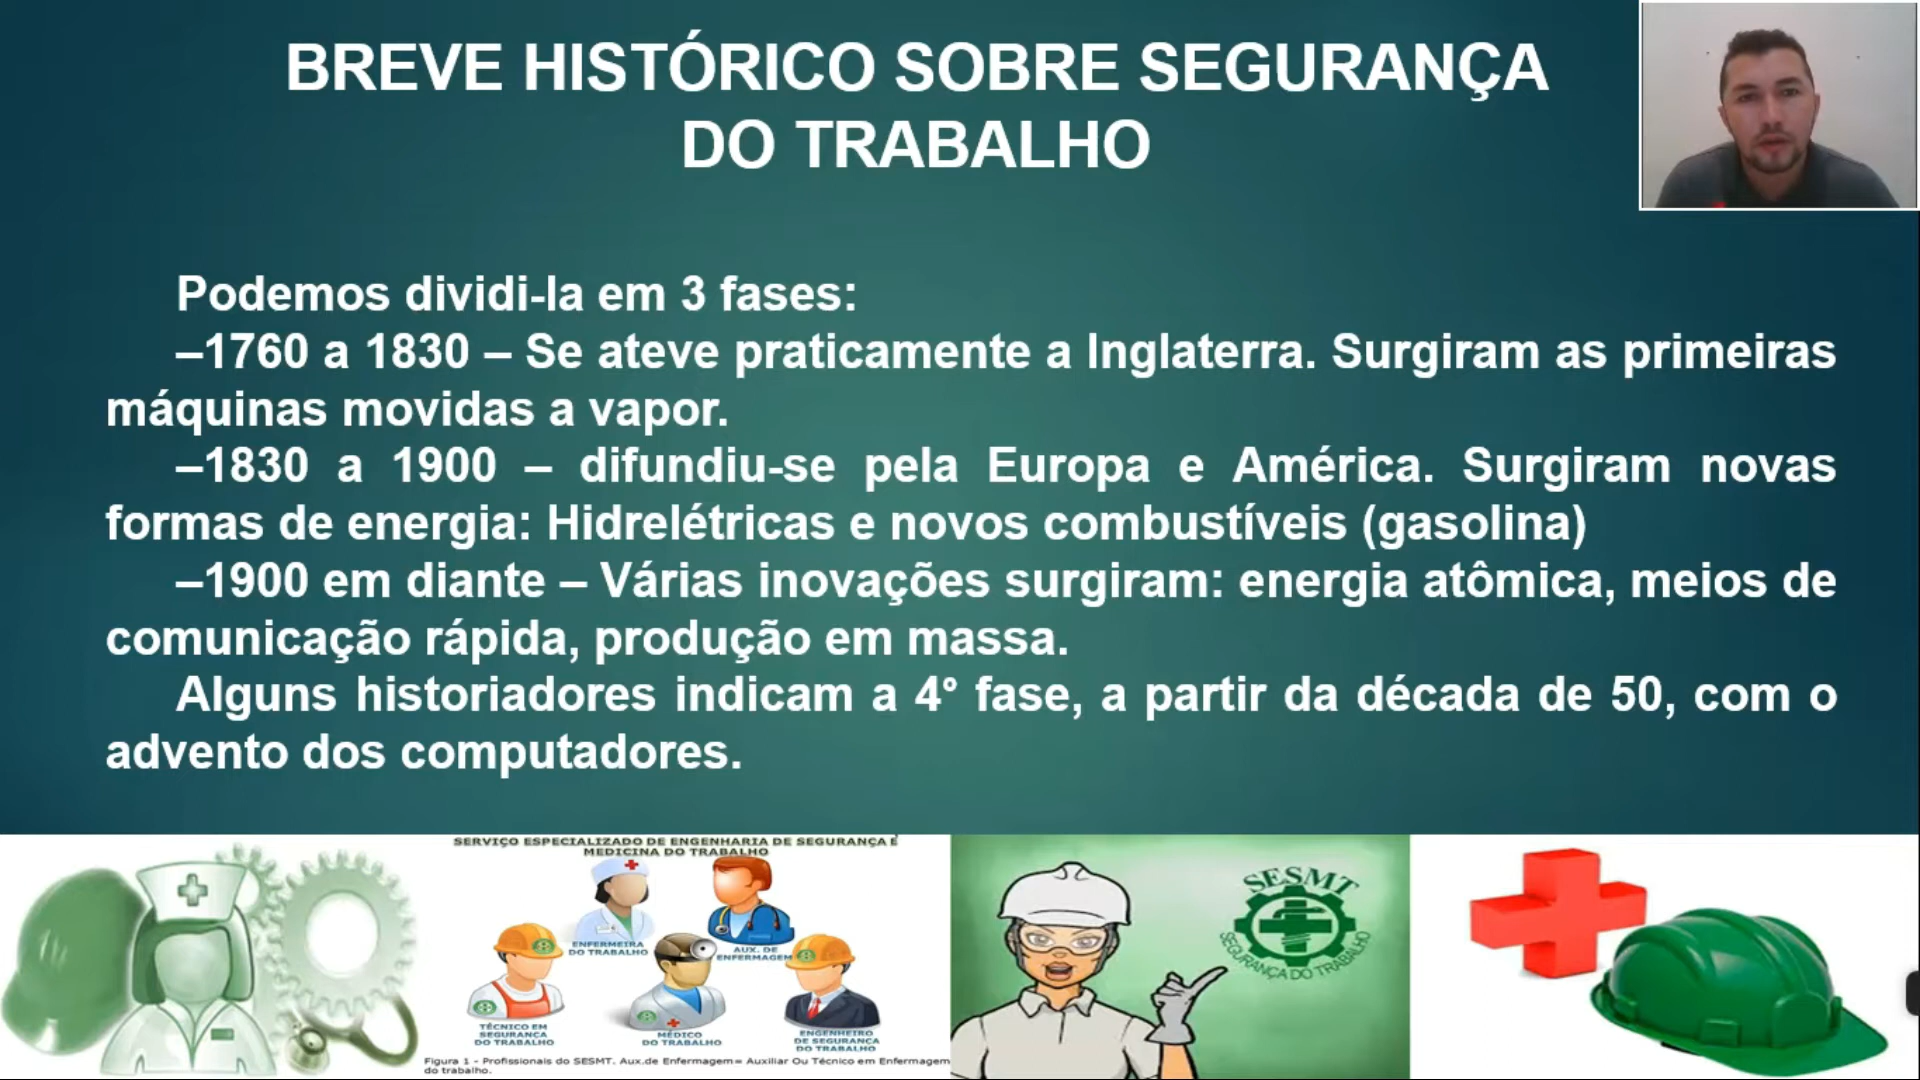 BREVE HISTÓRICO SOBRE SEGURANÇA
DO TRABALHO
Podemos dividi-la em 3 fases:
–1760 a 1830 – Se ateve praticamente a Inglaterra. Surgiram as primeiras
máquinas movidas a vapor.
–1830 a 1900 – difundiu-se pela Europa e América. Surgiram novas
formas de energia: Hidrelétricas e novos combustíveis (gasolina)
–1900 em diante – Várias inovações surgiram: energia atômica, meios de
comunicação rápida, produção em massa.
Alguns historiadores indicam a 4° fase, a partir da década de 50, com o
advento dos computadores.
SERVIÇO ESPECIALIZADO DE ENGENHARIA DE SEGURANÇA E
MEDICINA DO TRABALHO
ENFERMEIRA
DO TRABALHO
AUX. DE
ENFERMAGEM
TÉCNICO EM
SEGURANÇA
DO TRABALHO
MÉDICO
DO TRABALHO
ENGENHEIRO
DE SEGURANÇA
DO TRABALHO
Figura 1 - Profissionais do SESMT. Aux.de Enfermagem= Auxiliar Ou Técnico em Enfermagem
do trabalho.
SESMT
SEGURANÇA DO TRABALHO